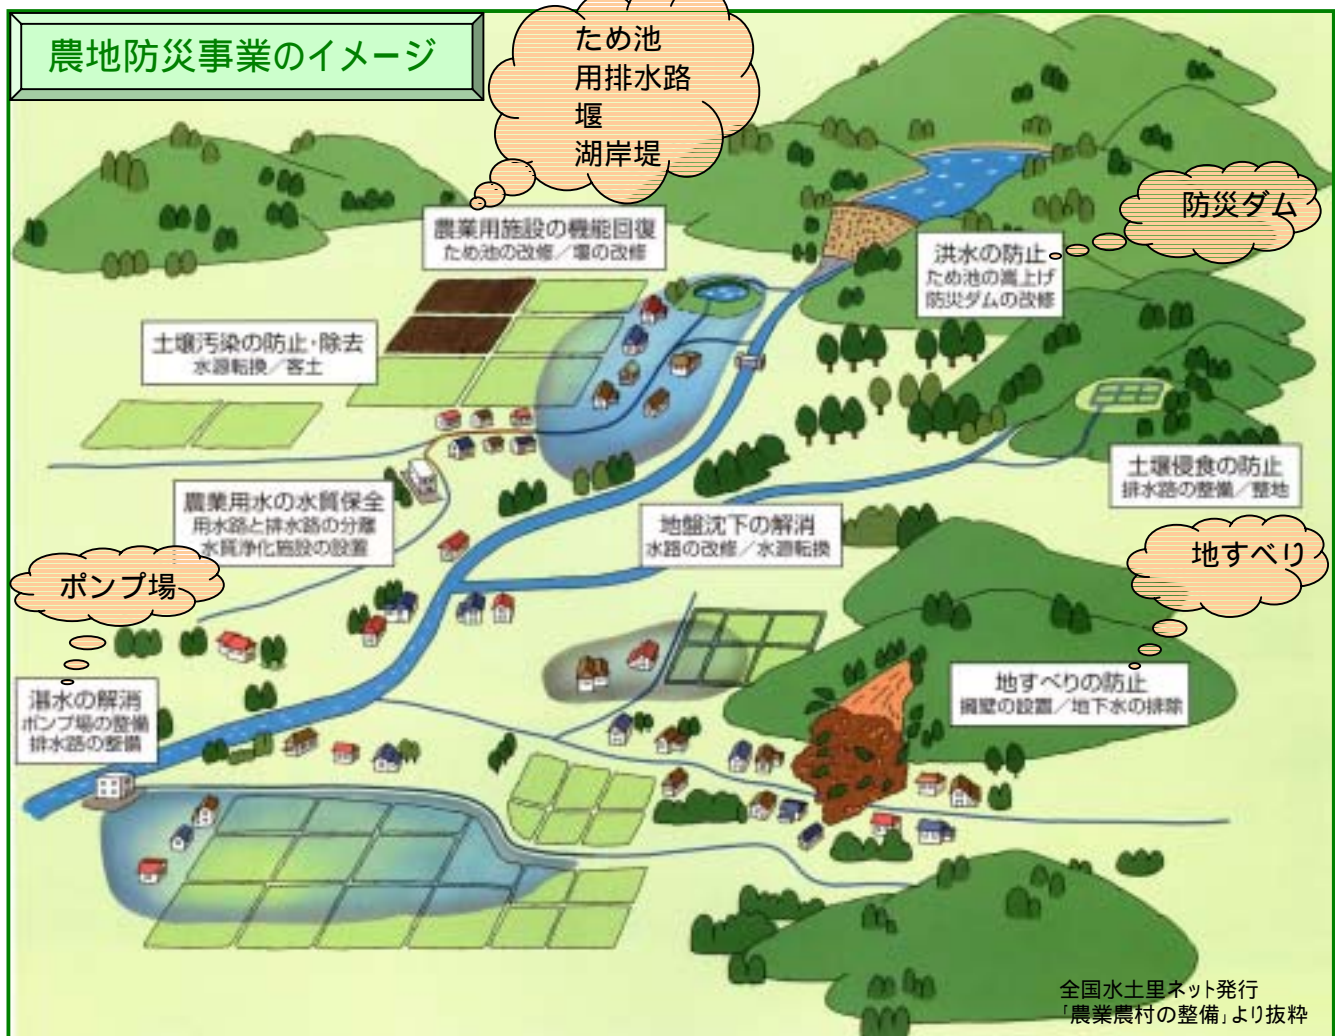 農地防災事業のイメージ
ため池
用排水路
堰
湖岸堤
防災ダム
農業用施設の機能回復
ため池の改修／堰の改修
洪水の防止
ため池の嵩上げ
防災ダムの改修
土壌汚染の防止・除去
水源転換／客土
土壌侵食の防止
排水路の整備／整地
農業用水の水質保全
用水路と排水路の分離
水質浄化施設の設置
地盤沈下の解消
水路の改修／水源転換
地すべり
ポンプ場
地すべりの防止
擁壁の設置／地下水の排除
湛水の解消
ポンプ場の整備
排水路の整備
全国水土里ネット発行
「農業農村の整備」より抜粋